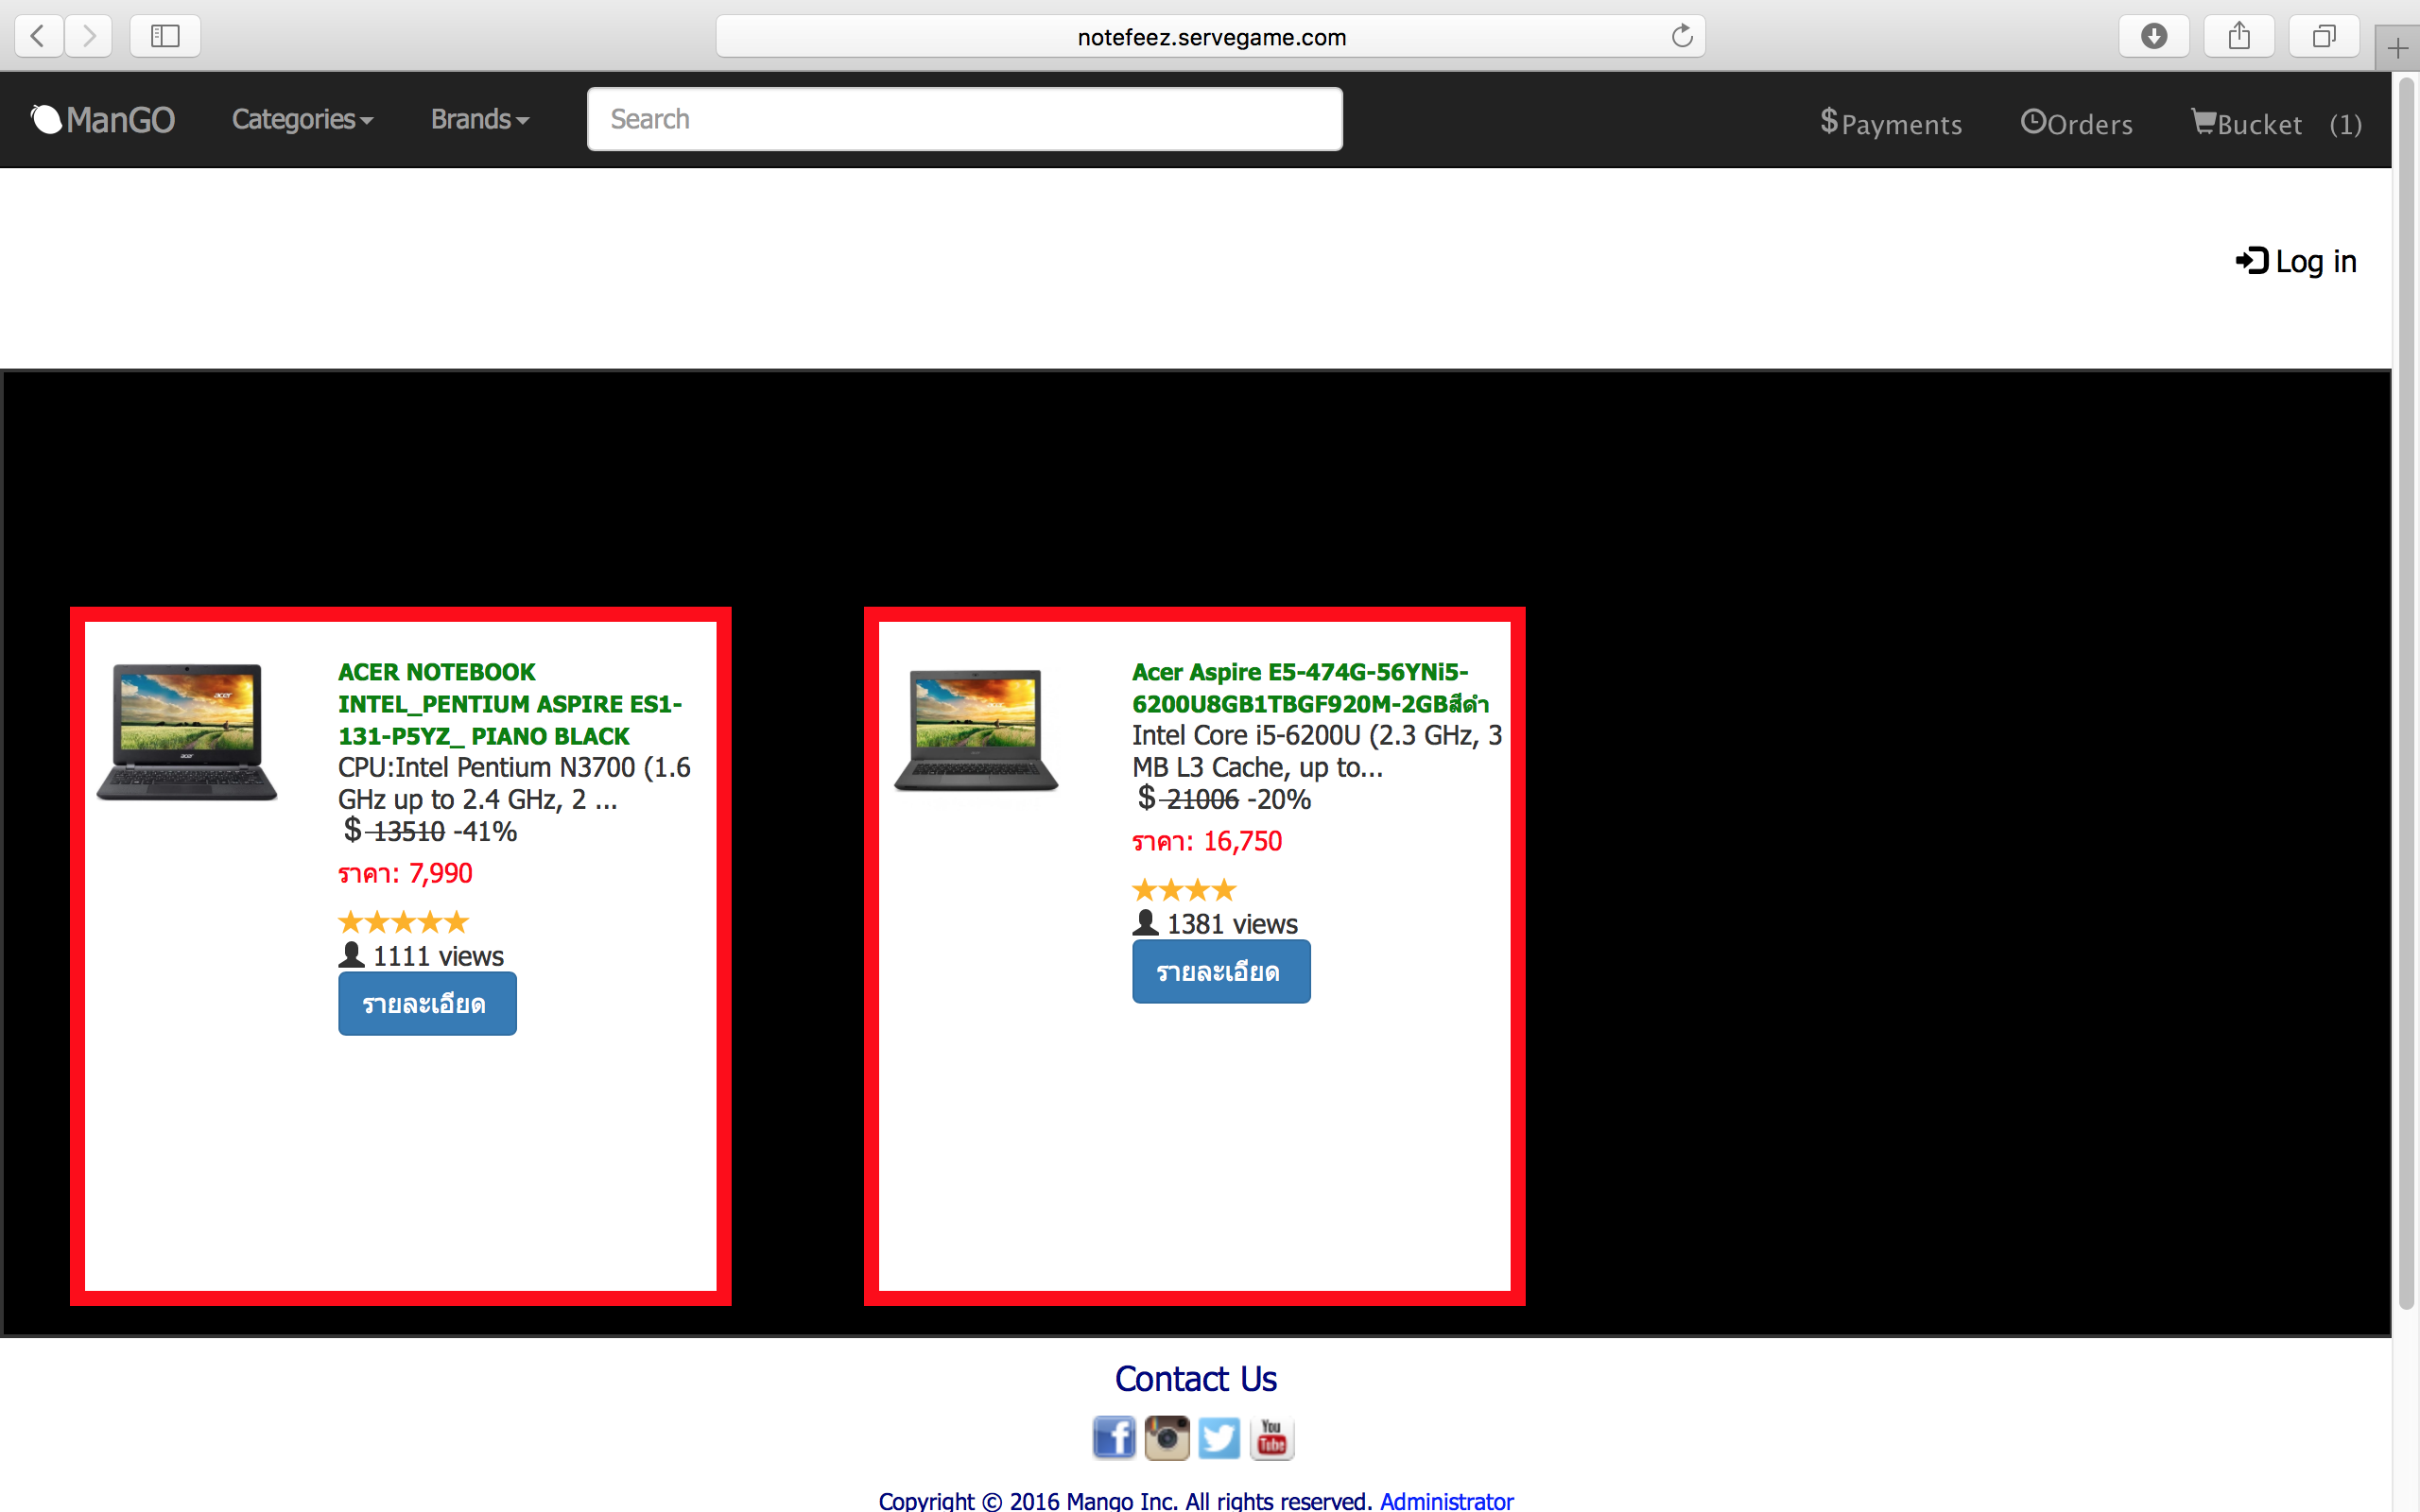 notefeez.servegame.com
ManGO Categories Brands Search $Payments Orders Bucket (1)
Log in
ACER NOTEBOOK
INTEL_PENTIUM ASPIRE ES1-
131-P5YZ_ PIANO BLACK
CPU:Intel Pentium N3700 (1.6
GHz up to 2.4 GHz, 2 ...
$ 13510 -41%
ราคา: 7,990
1111 views
รายละเอียด
Acer Aspire E5-474G-56YNi5-
6200U8GB1TBGF920M-2GBสีดำ
Intel Core i5-6200U (2.3 GHz, 3
MB L3 Cache, up to...
$ 21006 -20%
ราคา: 16,750
1381 views
รายละเอียด
Contact Us
You
Tube
Copyright © 2016 Mango Inc. All rights reserved. Administrator